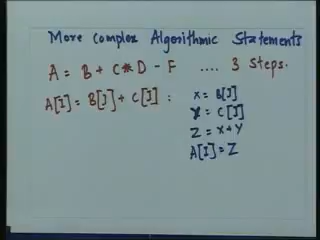 More Complex Algorithmic Statements
A = B + C * D - F .... 3 Steps.
A[I] = B[J] + C[J] :
X = B[J]
Y = C[J]
Z = X + Y
A[I] = Z